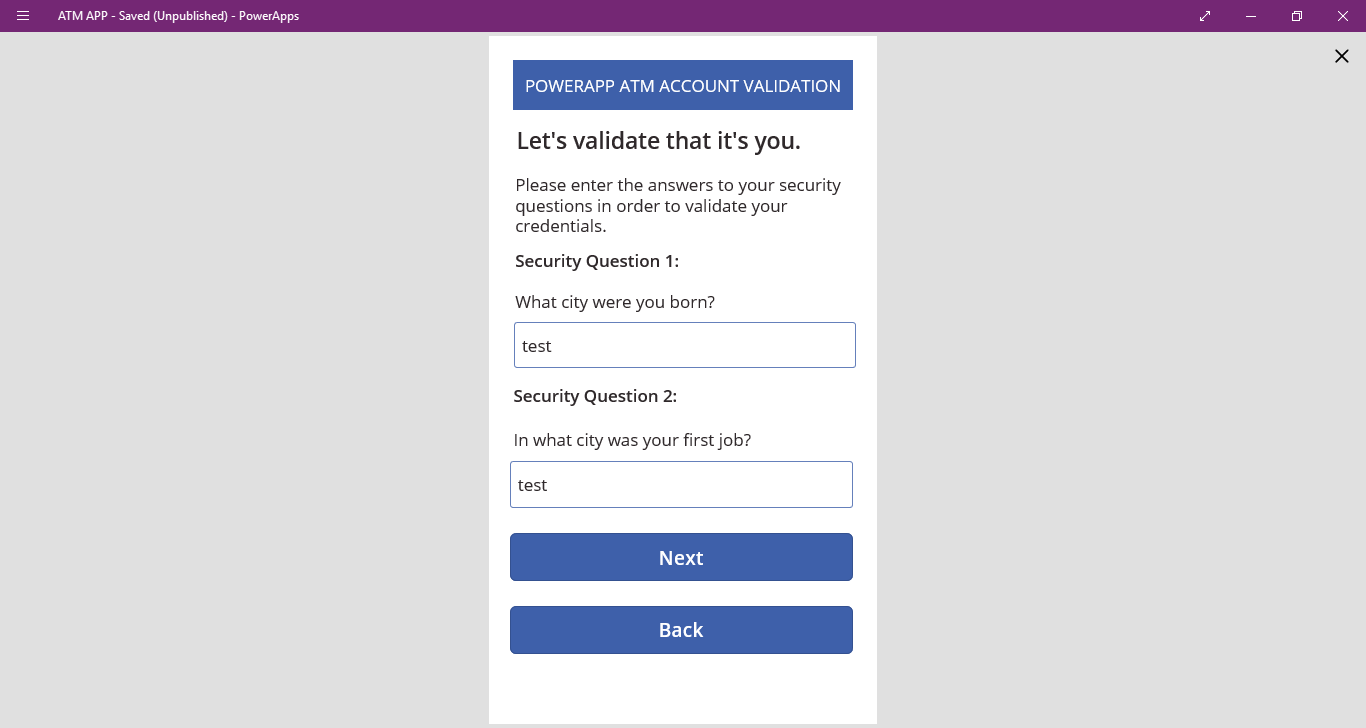 ATM APP - Saved (Unpublished) - PowerApps
POWERAPP ATM ACCOUNT VALIDATION
Let's validate that it's you.
Please enter the answers to your security
questions in order to validate your
credentials.
Security Question 1:
What city were you born?
test
Security Question 2:
In what city was your first job?
test
Next
Back